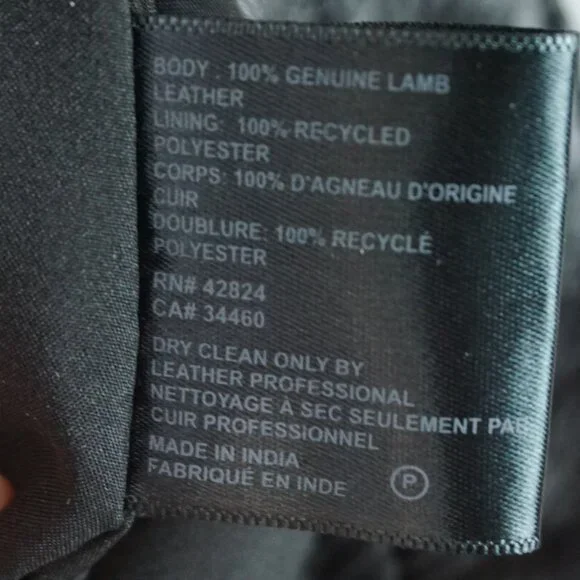 BODY . 100% GENUINE LAMB
LEATHER
LINING: 100% RECYCLED
POLYESTER
CORPS: 100% D'AGNEAU D'ORIGINE
CUIR
DOUBLURE: 100% RECYCLÉ
POLYESTER
RN# 42824
CA# 34460
DRY CLEAN ONLY BY
LEATHER PROFESSIONAL
NETTOYAGE À SEC SEULEMENT PAR
CUIR PROFESSIONNEL
MADE IN INDIA
FABRIQUÉ EN INDE
P